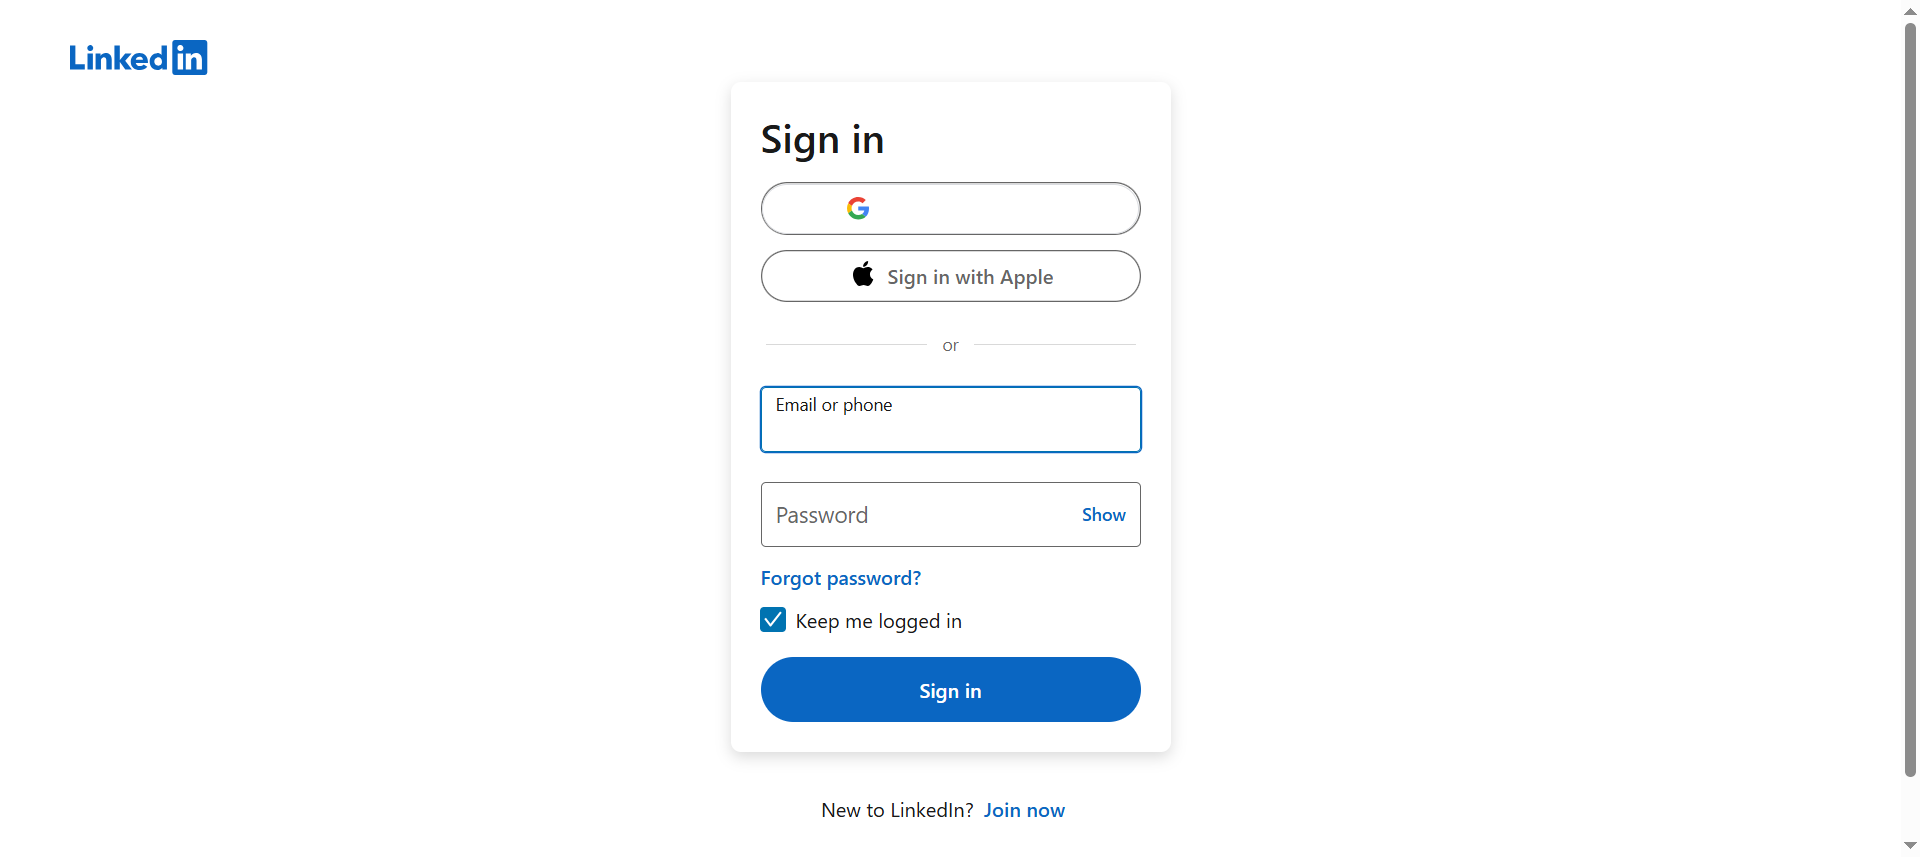 Linkedin
Sign in
Sign in with Apple
or
Email or phone
Password Show
Forgot password?
Keep me logged in
Sign in
New to LinkedIn? Join now